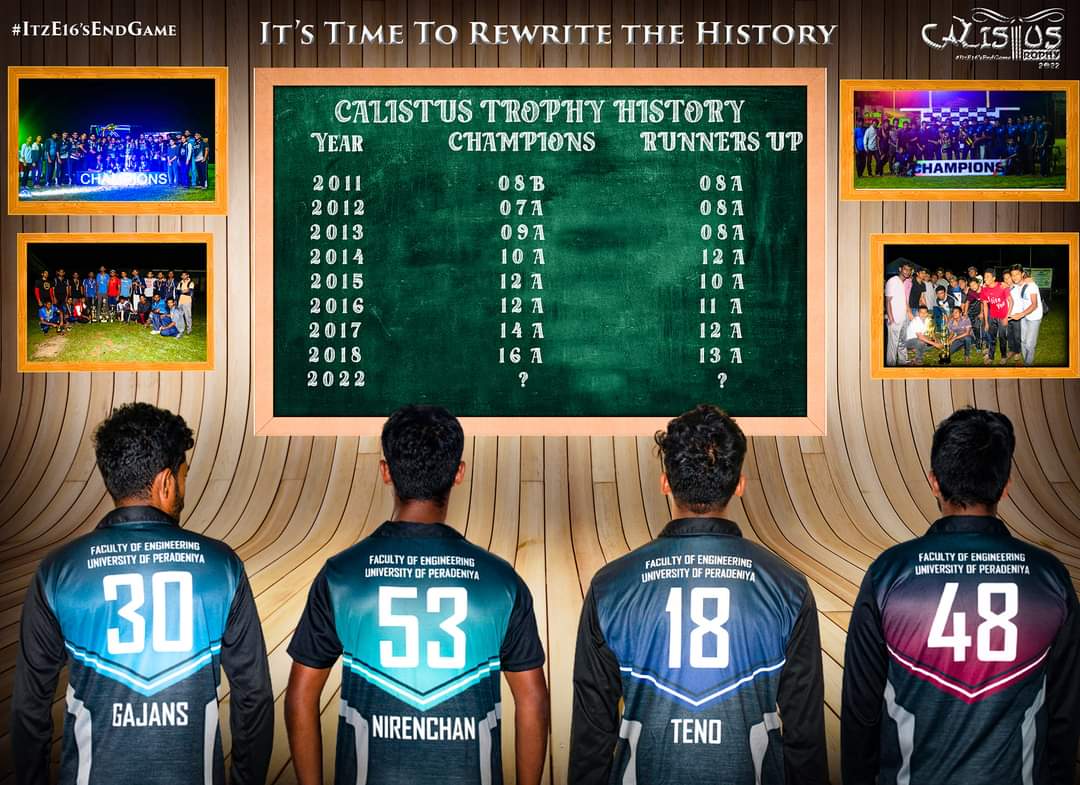 #ItzE16'sEndGame
It's Time To Rewrite the History
CALISTUS
TROPHY
#ItzE16'sEndGame
2022
CHAMPIONS
CHAMPIONS
CALISTUS TROPHY HISTORY
YEAR CHAMPIONS RUNNERS UP
2011 08 B 08 A
2012 07 A 08 A
2013 09 A 08 A
2014 10 A 12 A
2015 12 A 10 A
2016 12 A 11 A
2017 14 A 12 A
2018 16 A 13 A
2022 ? ?
FACULTY OF ENGINEERING
UNIVERSITY OF PERADENIYA
30
GAJANS
FACULTY OF ENGINEERING
UNIVERSITY OF PERADENIYA
53
NIRENCHAN
FACULTY OF ENGINEERING
UNIVERSITY OF PERADENIYA
18
TENO
FACULTY OF ENGINEERING
UNIVERSITY OF PERADENIYA
48